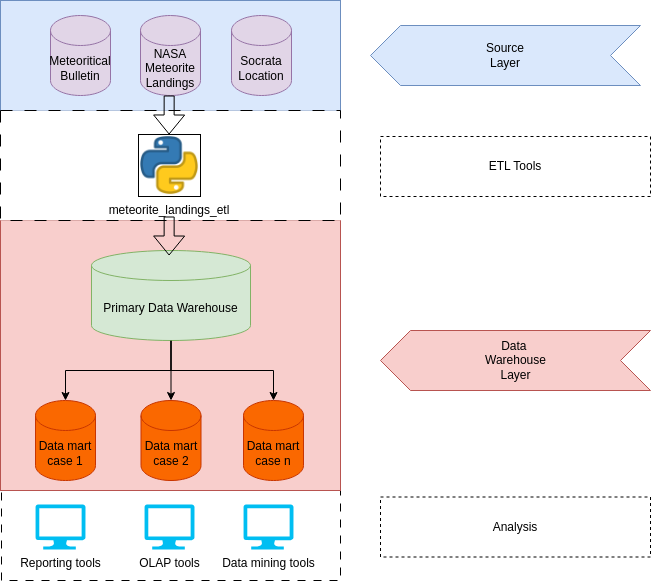 Meteoritical
Bulletin
NASA
Meteorite
Landings
Socrata
Location
Source
Layer
ETL Tools
meteorite_landings_etl
Primary Data Warehouse
Data
Warehouse
Layer
Data mart
case 1
Data mart
case 2
Data mart
case n
Analysis
Reporting tools
OLAP tools
Data mining tools